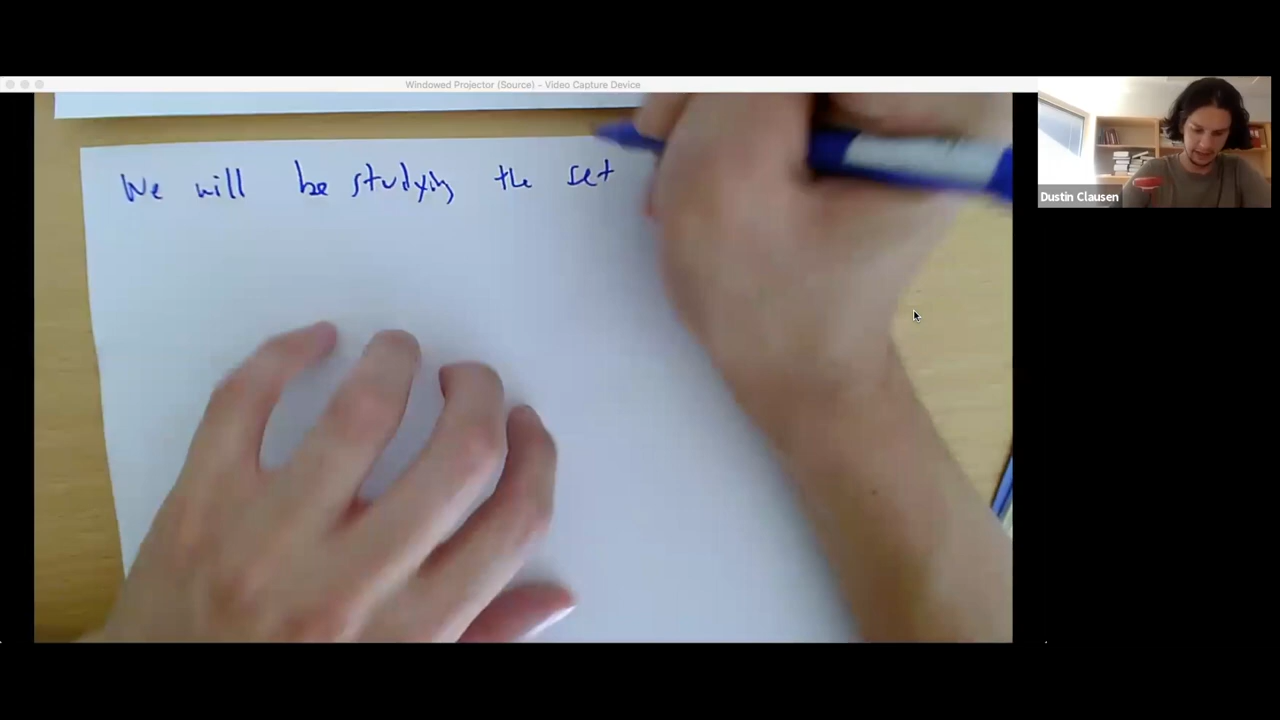 Windowed Projector (Source) - Video Capture Device
We will be studying the set
Dustin Clausen